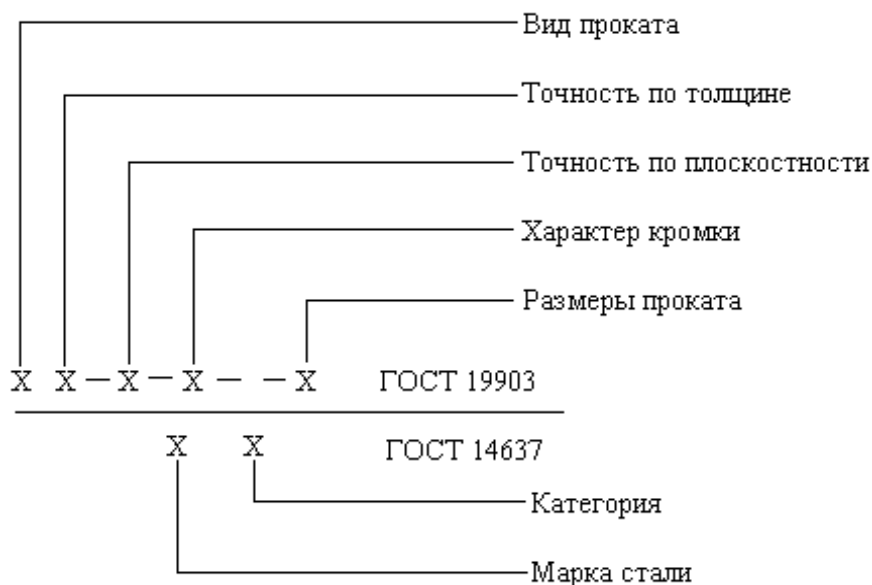 Вид проката
Точность по толщине
Точность по плоскостности
Характер кромки
Размеры проката
X X – X – X – – X ГОСТ 19903
X X ГОСТ 14637
Категория
Марка стали